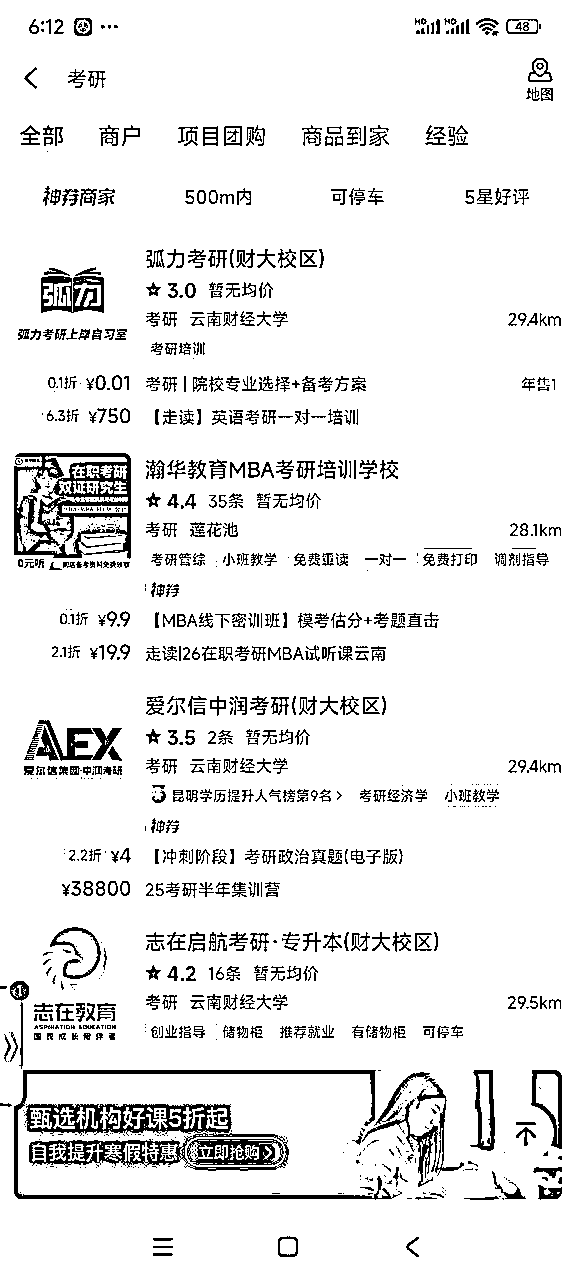 6:12
48
考研
地图
全部 商户 项目团购 商品到家 经验
神券商家 500m内 可停车 5星好评
弧力考研(财大校区)
3.0 暂无均价
考研 云南财经大学 29.4km
考研培训
弧力
弧力考研上岸自习室
0.1折 ¥0.01 考研 | 院校专业选择+备考方案 年售1
6.3折 ¥750 【走读】英语考研一对一培训
瀚华教育MBA考研培训学校
4.4 35条 暂无均价
考研 莲花池 28.1km
考研管综 小班教学 免费重读 一对一 免费打印 调剂指导
在职考研
双证研究生
0元听
神券
0.1折 ¥9.9 【MBA线下密训班】模考估分+考题直击
2.1折 ¥19.9 走读|26在职考研MBA试听课云南
爱尔信中润考研(财大校区)
3.5 2条 暂无均价
考研 云南财经大学 29.4km
AEX
爱尔信集团·中润考研
昆明学历提升人气榜第9名 考研经济学 小班教学
神券
2.2折 ¥4 【冲刺阶段】考研政治真题(电子版)
¥38800 25考研半年集训营
志在启航考研·专升本(财大校区)
4.2 16条 暂无均价
考研 云南财经大学 29.5km
志在教育
ASPIRATION EDUCATION
创业指导 储物柜 推荐就业 有储物柜 可停车
甄选机构好课5折起
自我提升寒假特惠 立即抢购